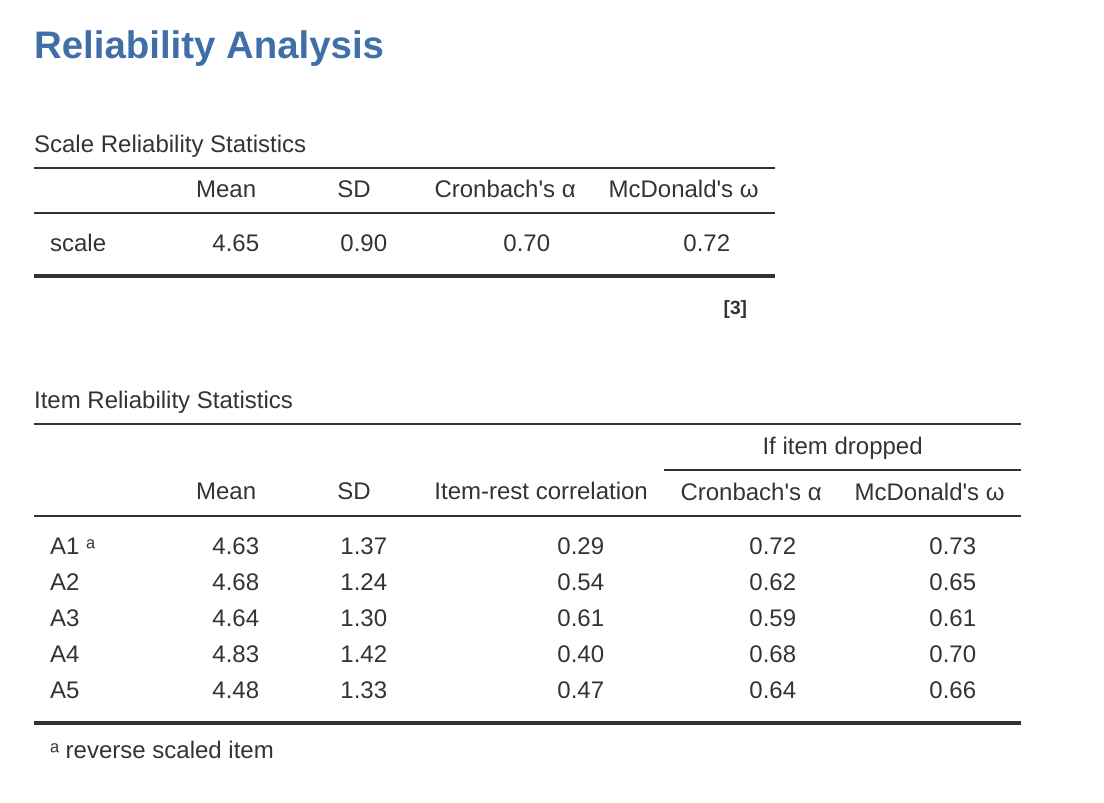 Reliability Analysis
Scale Reliability Statistics
Mean SD Cronbach's α McDonald's ω
scale 4.65 0.90 0.70 0.72
[3]
Item Reliability Statistics
If item dropped
Mean SD Item-rest correlation Cronbach's α McDonald's ω
A1 ᵃ 4.63 1.37 0.29 0.72 0.73
A2 4.68 1.24 0.54 0.62 0.65
A3 4.64 1.30 0.61 0.59 0.61
A4 4.83 1.42 0.40 0.68 0.70
A5 4.48 1.33 0.47 0.64 0.66
ᵃ reverse scaled item